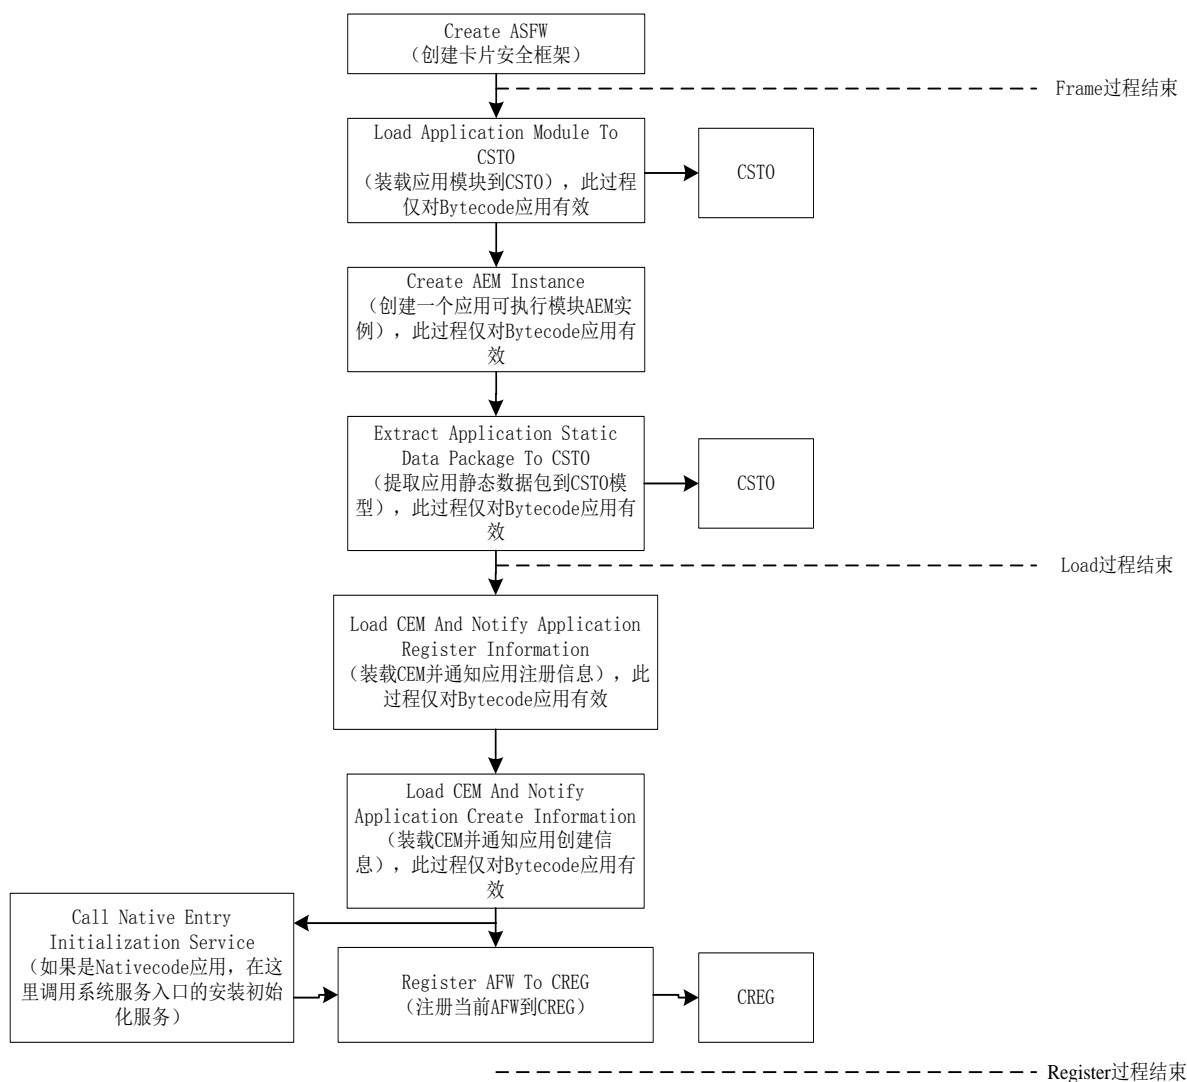 Create ASFW
（创建卡片安全框架）
Frame过程结束
Load Application Module To
CSTO
（装载应用模块到CSTO），此过程
仅对Bytecode应用有效
CSTO
Create AEM Instance
（创建一个应用可执行模块AEM实
例），此过程仅对Bytecode应用有
效
Extract Application Static
Data Package To CSTO
（提取应用静态数据包到CSTO模
型），此过程仅对Bytecode应用有
效
CSTO
Load过程结束
Load CEM And Notify Application
Register Information
（装载CEM并通知应用注册信息），此
过程仅对Bytecode应用有效
Load CEM And Notify
Application Create Information
（装载CEM并通知应用创建信
息），此过程仅对Bytecode应用有
效
Call Native Entry
Initialization Service
（如果是Nativecode应用，在这
里调用系统服务入口的安装初始
化服务）
Register AFW To CREG
（注册当前AFW到CREG）
CREG
Register过程结束